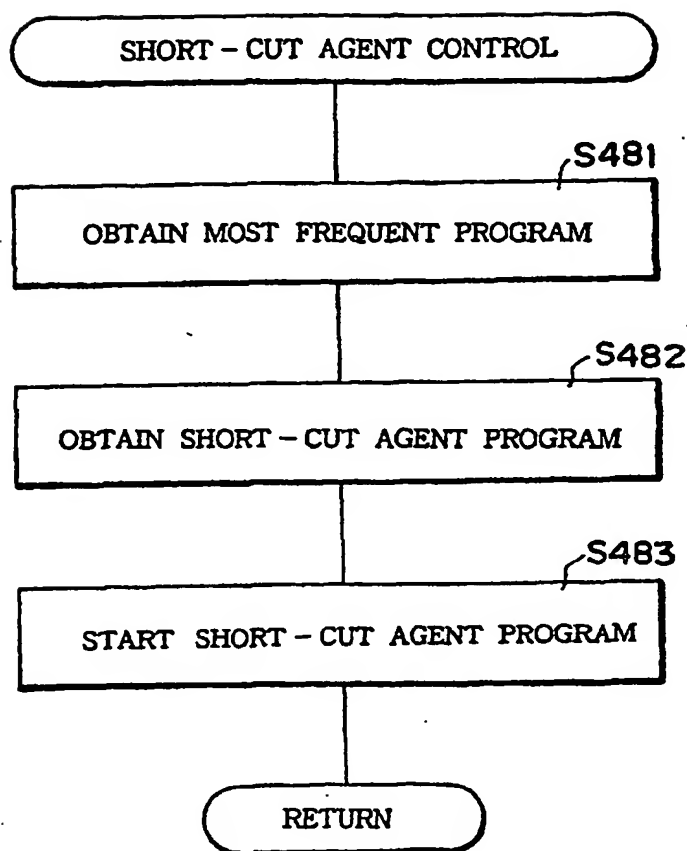 SHORT - CUT AGENT CONTROL
S481
OBTAIN MOST FREQUENT PROGRAM
S482
OBTAIN SHORT - CUT AGENT PROGRAM
S483
START SHORT - CUT AGENT PROGRAM
RETURN